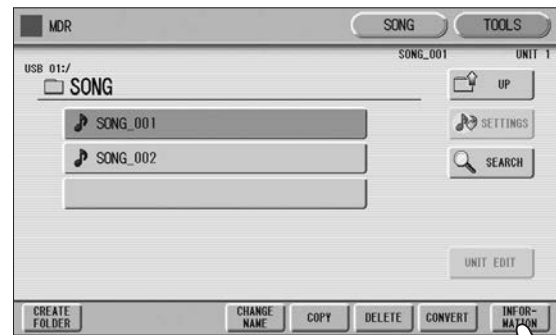 MDR
SONG
TOOLS
SONG_001
UNIT 1
USB 01:/
SONG
UP
SONG_001
SETTINGS
SONG_002
SEARCH
UNIT EDIT
CREATE
FOLDER
CHANGE
NAME
COPY
DELETE
CONVERT
INFOR-
MATION